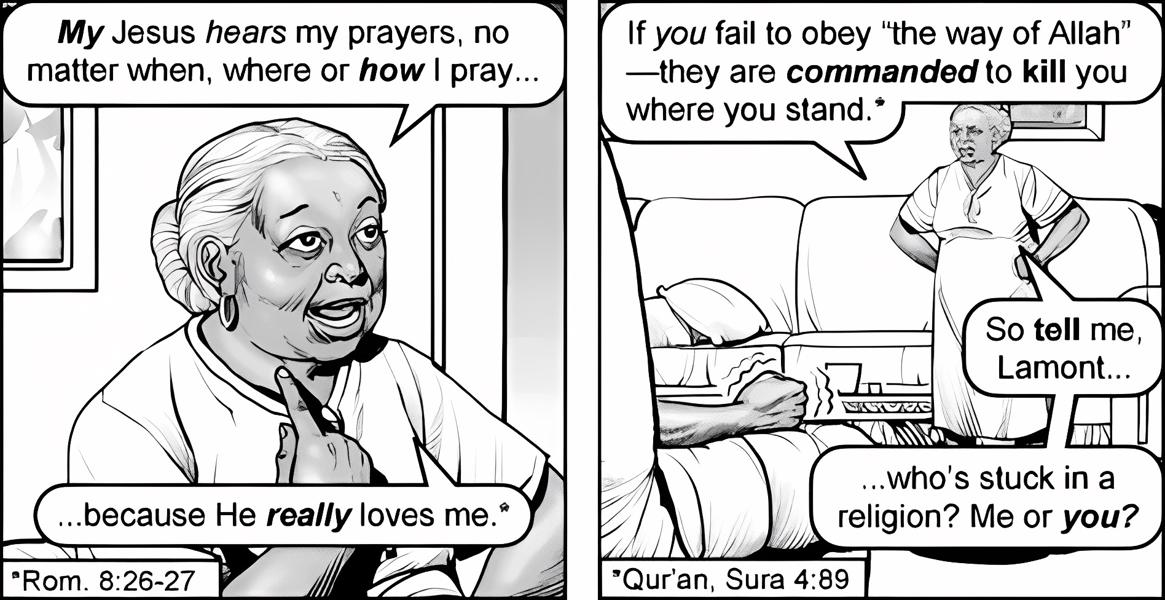 My Jesus hears my prayers, no
matter when, where or how I pray...
...because He really loves me.*
*Rom. 8:26-27
If you fail to obey “the way of Allah”
—they are commanded to kill you
where you stand.*
So tell me,
Lamont...
...who's stuck in a
religion? Me or you?
*Qur'an, Sura 4:89